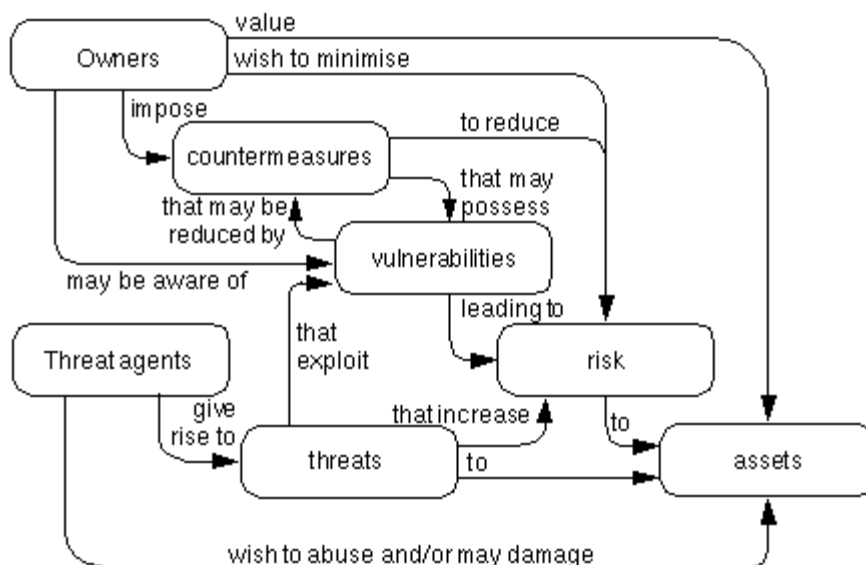 value
Owners
wish to minimise
impose
to reduce
countermeasures
that may
possess
that may be
reduced by
vulnerabilities
may be aware of
leading to
that
exploit
Threat agents
risk
give
rise to
that increase
to
threats
to
assets
wish to abuse and/or may damage